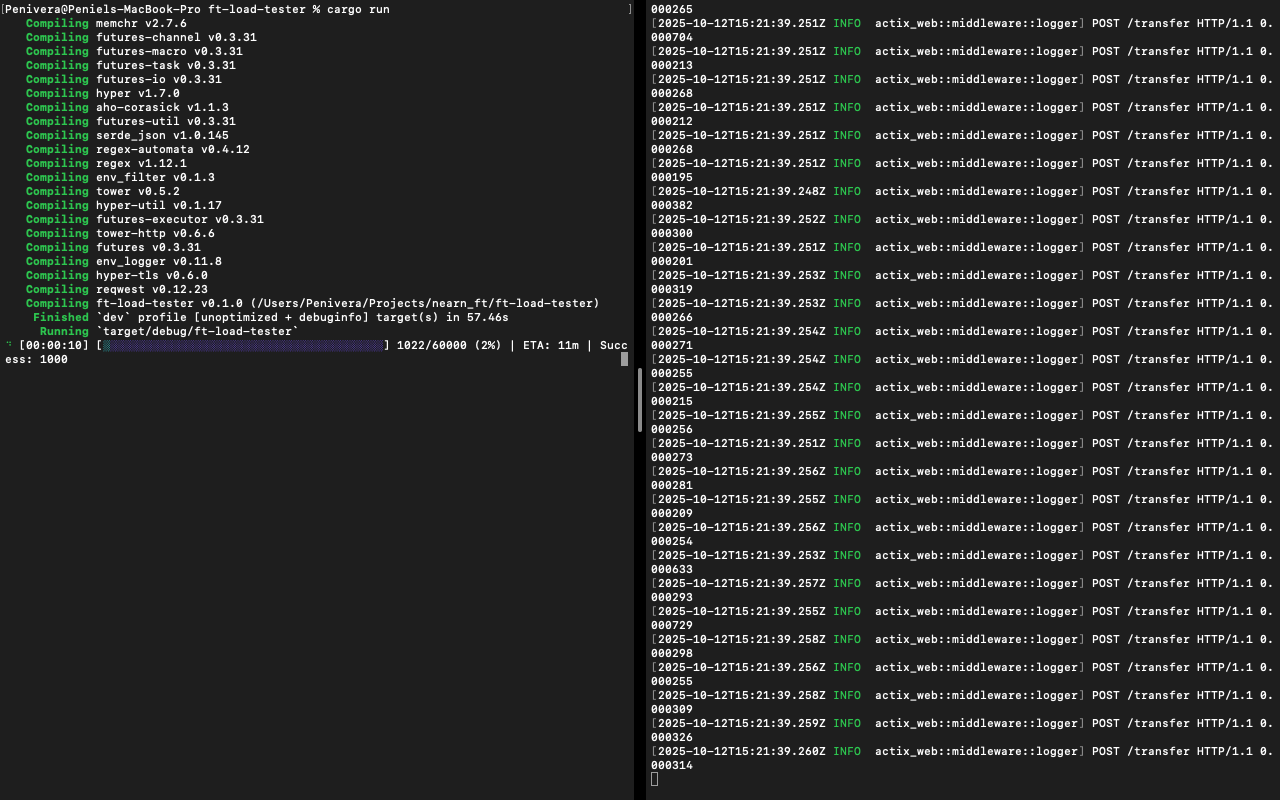 [Penivera@Peniels-MacBook-Pro ft-load-tester % cargo run ]
Compiling memchr v2.7.6
Compiling futures-channel v0.3.31
Compiling futures-macro v0.3.31
Compiling futures-task v0.3.31
Compiling futures-io v0.3.31
Compiling hyper v1.7.0
Compiling aho-corasick v1.1.3
Compiling futures-util v0.3.31
Compiling serde_json v1.0.145
Compiling regex-automata v0.4.12
Compiling regex v1.12.1
Compiling env_filter v0.1.3
Compiling tower v0.5.2
Compiling hyper-util v0.1.17
Compiling futures-executor v0.3.31
Compiling tower-http v0.6.6
Compiling futures v0.3.31
Compiling env_logger v0.11.8
Compiling hyper-tls v0.6.0
Compiling reqwest v0.12.23
Compiling ft-load-tester v0.1.0 (/Users/Penivera/Projects/nearn_ft/ft-load-tester)
Finished `dev` profile [unoptimized + debuginfo] target(s) in 57.46s
Running `target/debug/ft-load-tester`
[00:00:10] [] 1022/60000 (2%) | ETA: 11m | Succ
ess: 1000
000265
[2025-10-12T15:21:39.251Z INFO  actix_web::middleware::logger] POST /transfer HTTP/1.1 0.
000704
[2025-10-12T15:21:39.251Z INFO  actix_web::middleware::logger] POST /transfer HTTP/1.1 0.
000213
[2025-10-12T15:21:39.251Z INFO  actix_web::middleware::logger] POST /transfer HTTP/1.1 0.
000268
[2025-10-12T15:21:39.251Z INFO  actix_web::middleware::logger] POST /transfer HTTP/1.1 0.
000212
[2025-10-12T15:21:39.251Z INFO  actix_web::middleware::logger] POST /transfer HTTP/1.1 0.
000268
[2025-10-12T15:21:39.251Z INFO  actix_web::middleware::logger] POST /transfer HTTP/1.1 0.
000195
[2025-10-12T15:21:39.248Z INFO  actix_web::middleware::logger] POST /transfer HTTP/1.1 0.
000382
[2025-10-12T15:21:39.252Z INFO  actix_web::middleware::logger] POST /transfer HTTP/1.1 0.
000300
[2025-10-12T15:21:39.251Z INFO  actix_web::middleware::logger] POST /transfer HTTP/1.1 0.
000201
[2025-10-12T15:21:39.253Z INFO  actix_web::middleware::logger] POST /transfer HTTP/1.1 0.
000319
[2025-10-12T15:21:39.253Z INFO  actix_web::middleware::logger] POST /transfer HTTP/1.1 0.
000266
[2025-10-12T15:21:39.254Z INFO  actix_web::middleware::logger] POST /transfer HTTP/1.1 0.
000271
[2025-10-12T15:21:39.254Z INFO  actix_web::middleware::logger] POST /transfer HTTP/1.1 0.
000255
[2025-10-12T15:21:39.254Z INFO  actix_web::middleware::logger] POST /transfer HTTP/1.1 0.
000215
[2025-10-12T15:21:39.255Z INFO  actix_web::middleware::logger] POST /transfer HTTP/1.1 0.
000256
[2025-10-12T15:21:39.251Z INFO  actix_web::middleware::logger] POST /transfer HTTP/1.1 0.
000273
[2025-10-12T15:21:39.256Z INFO  actix_web::middleware::logger] POST /transfer HTTP/1.1 0.
000281
[2025-10-12T15:21:39.255Z INFO  actix_web::middleware::logger] POST /transfer HTTP/1.1 0.
000209
[2025-10-12T15:21:39.256Z INFO  actix_web::middleware::logger] POST /transfer HTTP/1.1 0.
000254
[2025-10-12T15:21:39.253Z INFO  actix_web::middleware::logger] POST /transfer HTTP/1.1 0.
000633
[2025-10-12T15:21:39.257Z INFO  actix_web::middleware::logger] POST /transfer HTTP/1.1 0.
000293
[2025-10-12T15:21:39.255Z INFO  actix_web::middleware::logger] POST /transfer HTTP/1.1 0.
000729
[2025-10-12T15:21:39.258Z INFO  actix_web::middleware::logger] POST /transfer HTTP/1.1 0.
000298
[2025-10-12T15:21:39.256Z INFO  actix_web::middleware::logger] POST /transfer HTTP/1.1 0.
000255
[2025-10-12T15:21:39.258Z INFO  actix_web::middleware::logger] POST /transfer HTTP/1.1 0.
000309
[2025-10-12T15:21:39.259Z INFO  actix_web::middleware::logger] POST /transfer HTTP/1.1 0.
000326
[2025-10-12T15:21:39.260Z INFO  actix_web::middleware::logger] POST /transfer HTTP/1.1 0.
000314